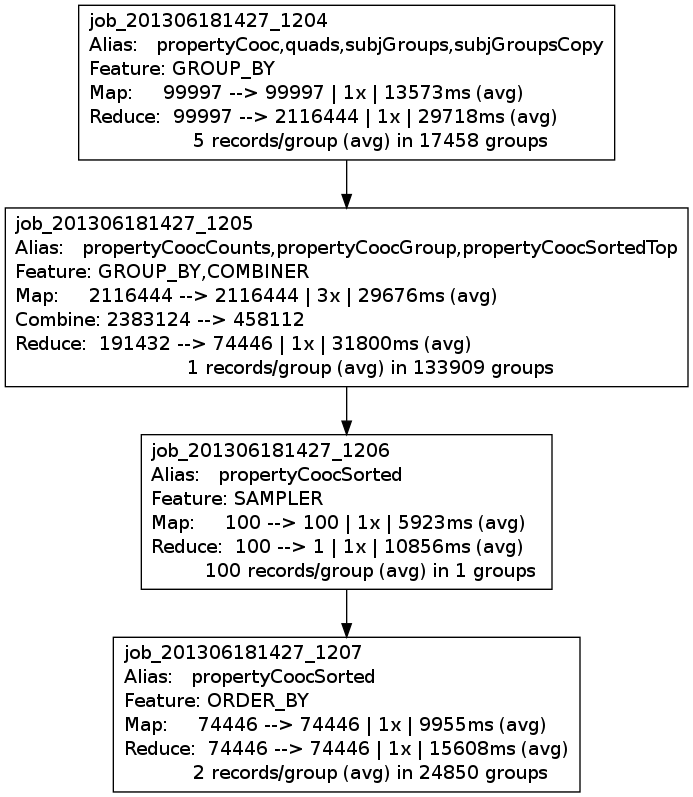 job_201306181427_1204
Alias: propertyCooc,quads,subjGroups,subjGroupsCopy
Feature: GROUP_BY
Map: 99997 --> 99997 | 1x | 13573ms (avg)
Reduce: 99997 --> 2116444 | 1x | 29718ms (avg)
5 records/group (avg) in 17458 groups
job_201306181427_1205
Alias: propertyCoocCounts,propertyCoocGroup,propertyCoocSortedTop
Feature: GROUP_BY,COMBINER
Map: 2116444 --> 2116444 | 3x | 29676ms (avg)
Combine: 2383124 --> 458112
Reduce: 191432 --> 74446 | 1x | 31800ms (avg)
1 records/group (avg) in 133909 groups
job_201306181427_1206
Alias: propertyCoocSorted
Feature: SAMPLER
Map: 100 --> 100 | 1x | 5923ms (avg)
Reduce: 100 --> 1 | 1x | 10856ms (avg)
100 records/group (avg) in 1 groups
job_201306181427_1207
Alias: propertyCoocSorted
Feature: ORDER_BY
Map: 74446 --> 74446 | 1x | 9955ms (avg)
Reduce: 74446 --> 74446 | 1x | 15608ms (avg)
2 records/group (avg) in 24850 groups